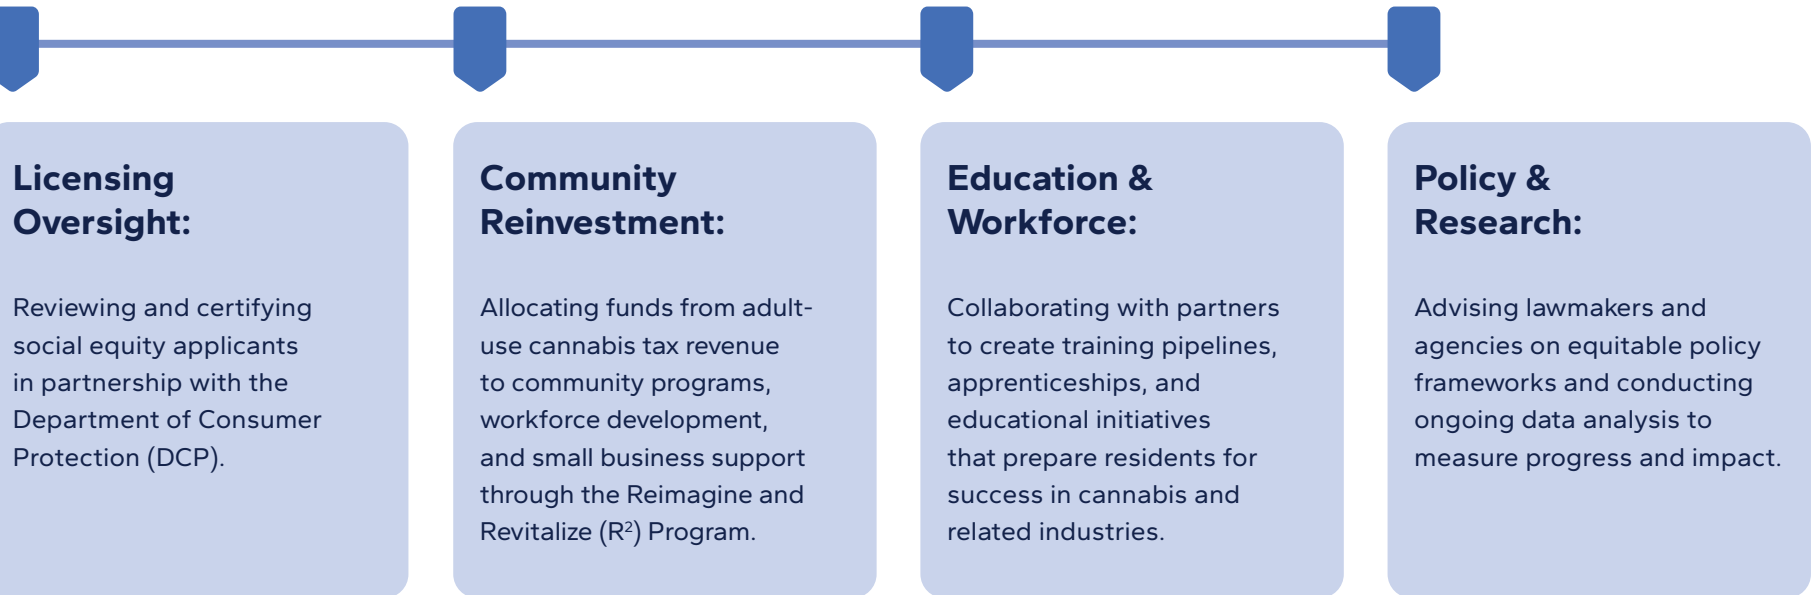 Licensing
Oversight:
Reviewing and certifying
social equity applicants
in partnership with the
Department of Consumer
Protection (DCP).
Community
Reinvestment:
Allocating funds from adult-
use cannabis tax revenue
to community programs,
workforce development,
and small business support
through the Reimagine and
Revitalize (R²) Program.
Education &
Workforce:
Collaborating with partners
to create training pipelines,
apprenticeships, and
educational initiatives
that prepare residents for
success in cannabis and
related industries.
Policy &
Research:
Advising lawmakers and
agencies on equitable policy
frameworks and conducting
ongoing data analysis to
measure progress and impact.